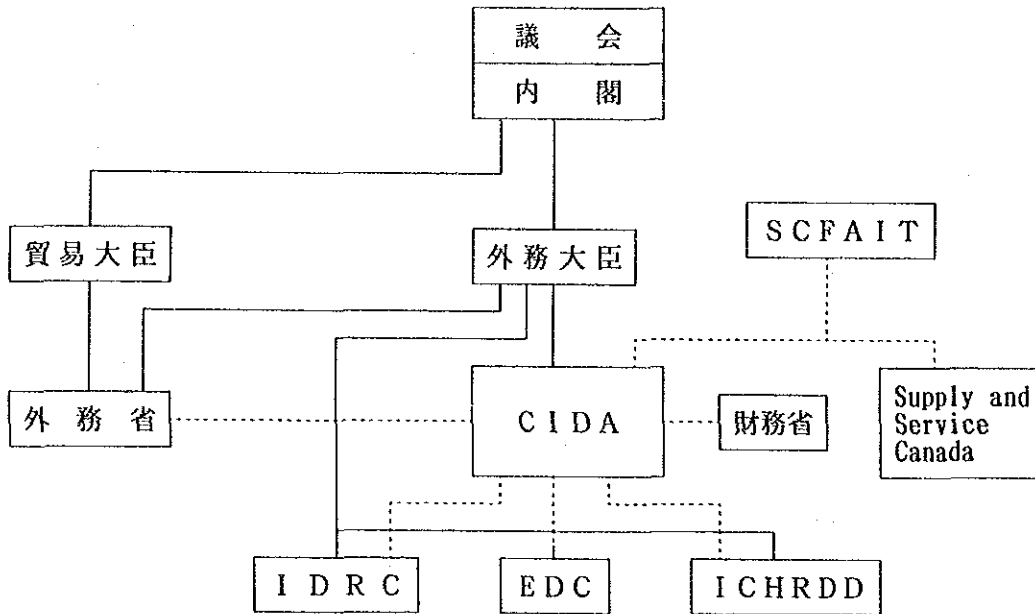 議会
内閣
貿易大臣
外務大臣
SCFAIT
外務省
CIDA
財務省
Supply and
Service
Canada
IDRC
EDC
ICHRDD